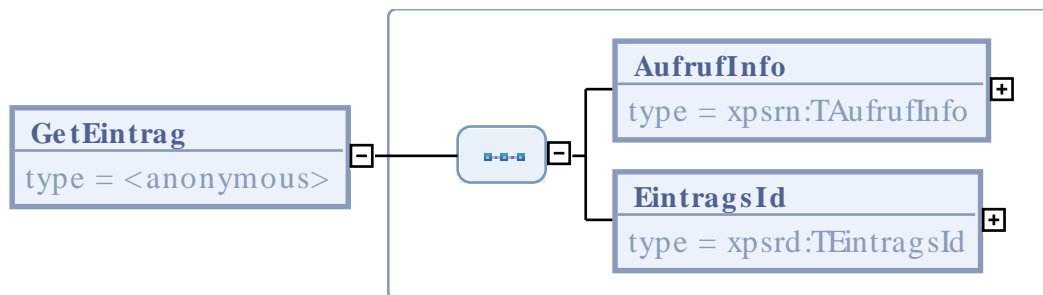 AufrufInfo
type = xpsrn:TAufrufInfo
GetEintrag
type = <anonymous>
EintragsId
type = xpsrd:TEintragsId